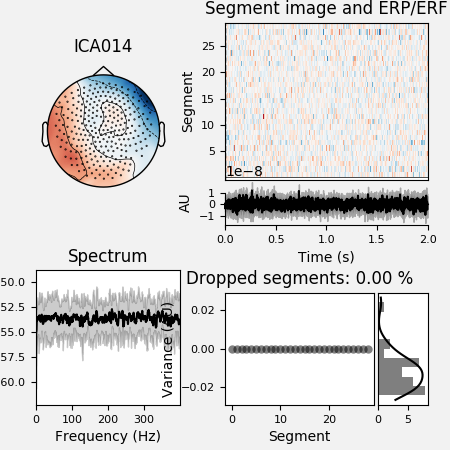 Segment image and ERP/ERF
ICA014
25
20
15
10
5
Segment
1e−8
1
0
−1
AU
0.0 0.5 1.0 1.5 2.0
Time (s)
Spectrum
50.0
52.5
55.0
57.5
60.0
0 100 200 300
Frequency (Hz)
Dropped segments: 0.00 %
0.02
0.00
−0.02
Variance
0 10 20
Segment
0 5